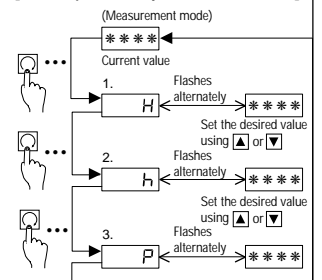 (Measurement mode)
＊＊＊＊
Current value
1.
Flashes
alternately
H
＊＊＊＊
Set the desired value
using ▲ or ▼
2.
Flashes
alternately
h
＊＊＊＊
Set the desired value
using ▲ or ▼
3.
Flashes
alternately
P
＊＊＊＊